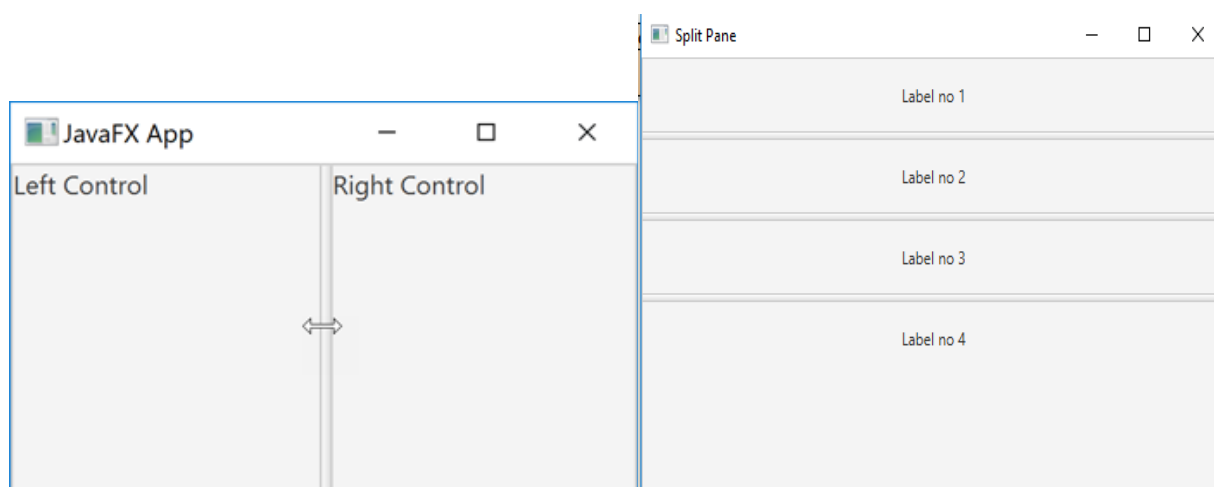 JavaFX App
Left Control
Right Control
Split Pane
Label no 1
Label no 2
Label no 3
Label no 4